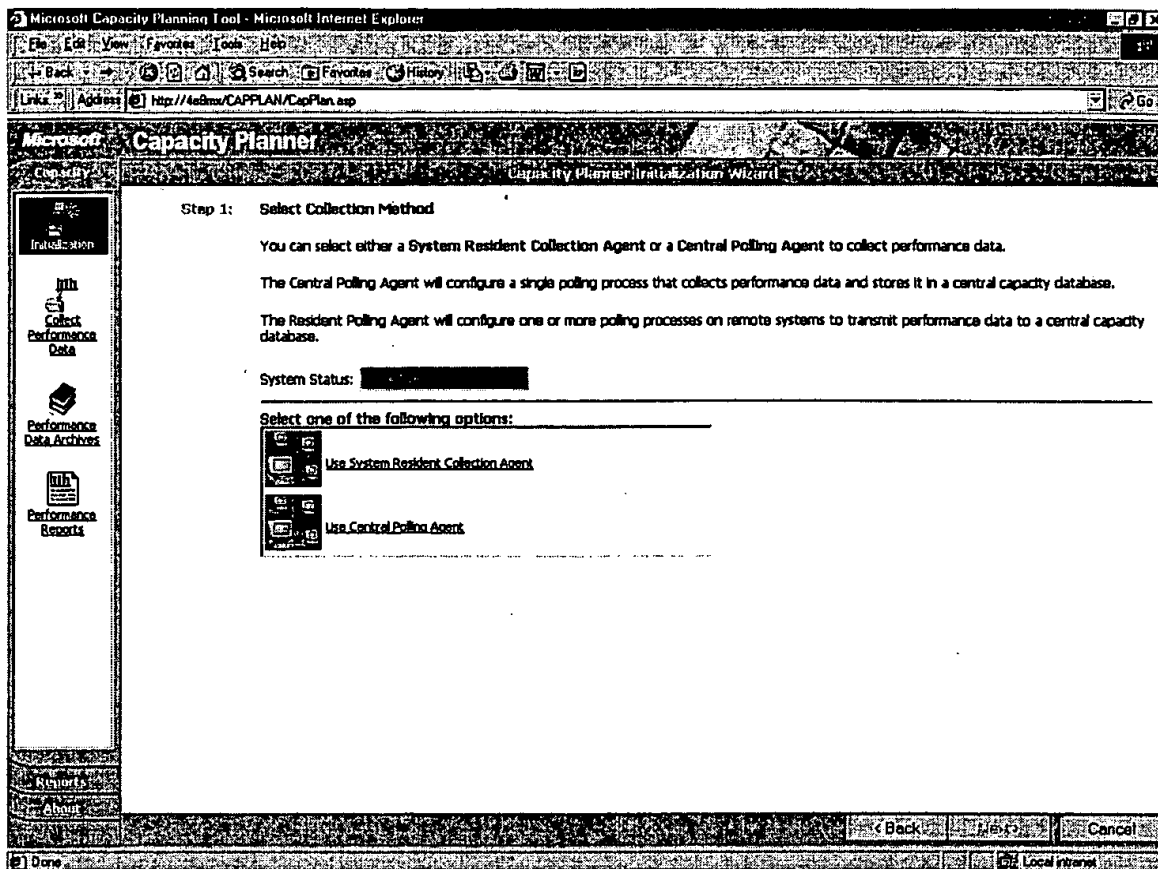 Microsoft Capacity Planning Tool - Microsoft Internet Explorer
File Edit View Favorites Tools Help
Back Search Favorites History
Links Address http://4e8mx/CAPPLAN/CapPlan.asp Go
Microsoft Capacity Planner
Capacity Capacity Planner Initialization Wizard
Initialization
Collect
Performance
Data
Performance
Data Archives
Performance
Reports
Step 1: Select Collection Method
You can select either a System Resident Collection Agent or a Central Polling Agent to collect performance data.
The Central Polling Agent will configure a single polling process that collects performance data and stores it in a central capacity database.
The Resident Polling Agent will configure one or more polling processes on remote systems to transmit performance data to a central capacity
database.
System Status:
Select one of the following options:
Use System Resident Collection Agent
Use Central Polling Agent
Reports
About
< Back Next > Cancel
Done Local intranet